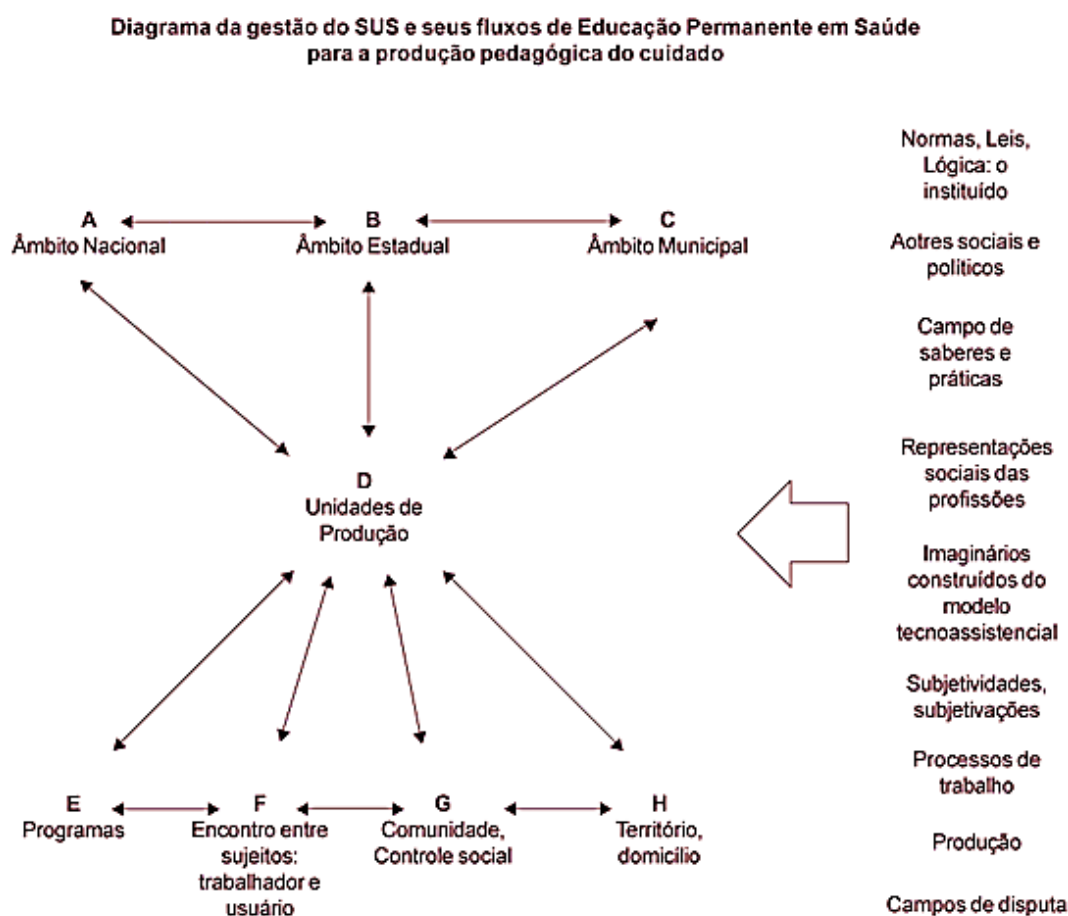 Diagrama da gestão do SUS e seus fluxos de Educação Permanente em Saúde
para a produção pedagógica do cuidado
A
Âmbito Nacional
B
Âmbito Estadual
C
Âmbito Municipal
D
Unidades de
Produção
E
Programas
F
Encontro entre
sujeitos:
trabalhador e
usuário
G
Comunidade,
Controle social
H
Território,
domicílio
Normas, Leis,
Lógica: o
instituído
Aotres sociais e
políticos
Campo de
saberes e
práticas
Representações
sociais das
profissões
Imaginários
construídos do
modelo
tecnoassistencial
Subjetividades,
subjetivações
Processos de
trabalho
Produção
Campos de disputa